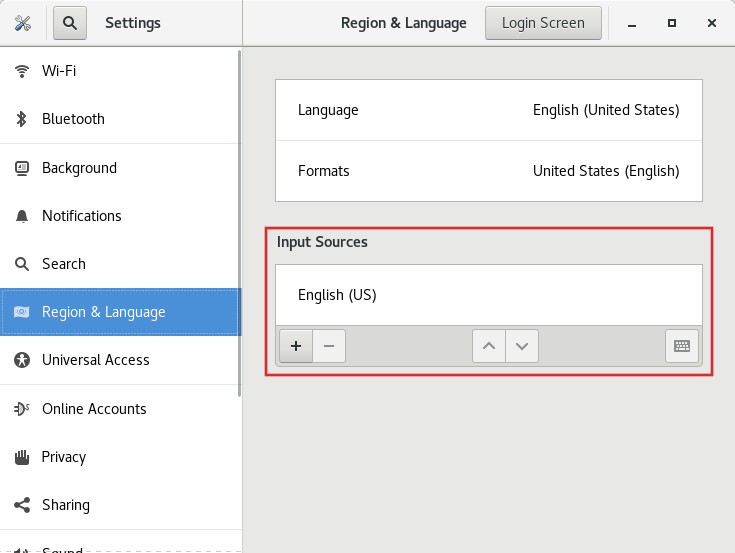 Settings
Region & Language
Login Screen
Wi-Fi
Bluetooth
Background
Notifications
Search
Region & Language
Universal Access
Online Accounts
Privacy
Sharing
Sound
Language English (United States)
Formats United States (English)
Input Sources
English (US)